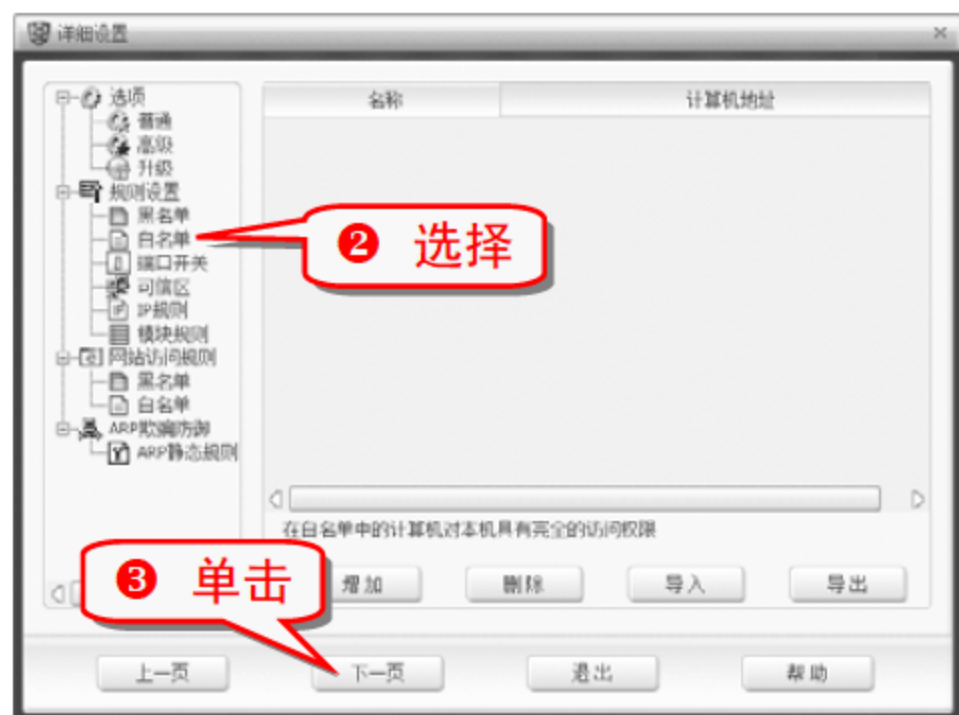 详细设置
选项
普通
高级
升级
规则设置
黑名单
白名单
端口开关
可信区
IP规则
模块规则
网站访问规则
黑名单
白名单
ARP欺骗防御
ARP静态规则
名称 计算机地址
❷ 选择
在白名单中的计算机对本机具有完全的访问权限
❸ 单击
增加 删除 导入 导出
上一页 下一页 退出 帮助